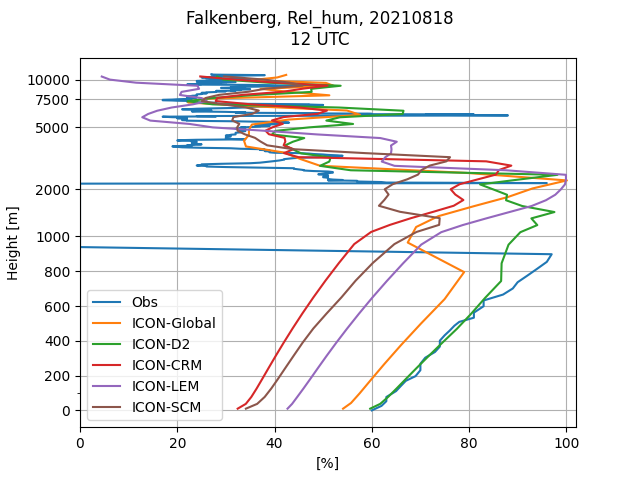 Falkenberg, Rel_hum, 20210818
12 UTC
10000
7500
5000
2000
1000
800
600
400
200
0
Height [m]
Obs
ICON-Global
ICON-D2
ICON-CRM
ICON-LEM
ICON-SCM
0 20 40 60 80 100
[%]